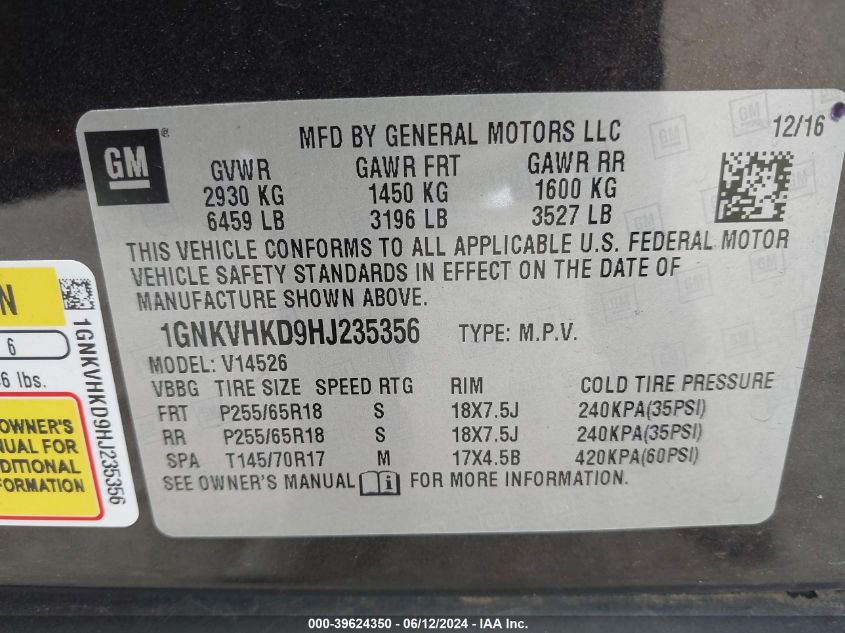 GM
®
MFD BY GENERAL MOTORS LLC
12/16
GVWR GAWR FRT GAWR RR
2930 KG 1450 KG 1600 KG
6459 LB 3196 LB 3527 LB
THIS VEHICLE CONFORMS TO ALL APPLICABLE U.S. FEDERAL MOTOR
VEHICLE SAFETY STANDARDS IN EFFECT ON THE DATE OF
MANUFACTURE SHOWN ABOVE.
1GNKVHKD9HJ235356 TYPE: M.P.V.
MODEL: V14526
VBBG TIRE SIZE SPEED RTG RIM COLD TIRE PRESSURE
FRT P255/65R18 S 18X7.5J 240KPA(35PSI)
RR P255/65R18 S 18X7.5J 240KPA(35PSI)
SPA T145/70R17 M 17X4.5B 420KPA(60PSI)
SEE OWNER'S MANUAL i FOR MORE INFORMATION.
N
6
6 lbs.
OWNER'S
NUAL FOR
DITIONAL
FORMATION
1GNKVHKD9HJ235356
000-39624350 - 06/12/2024 - IAA Inc.